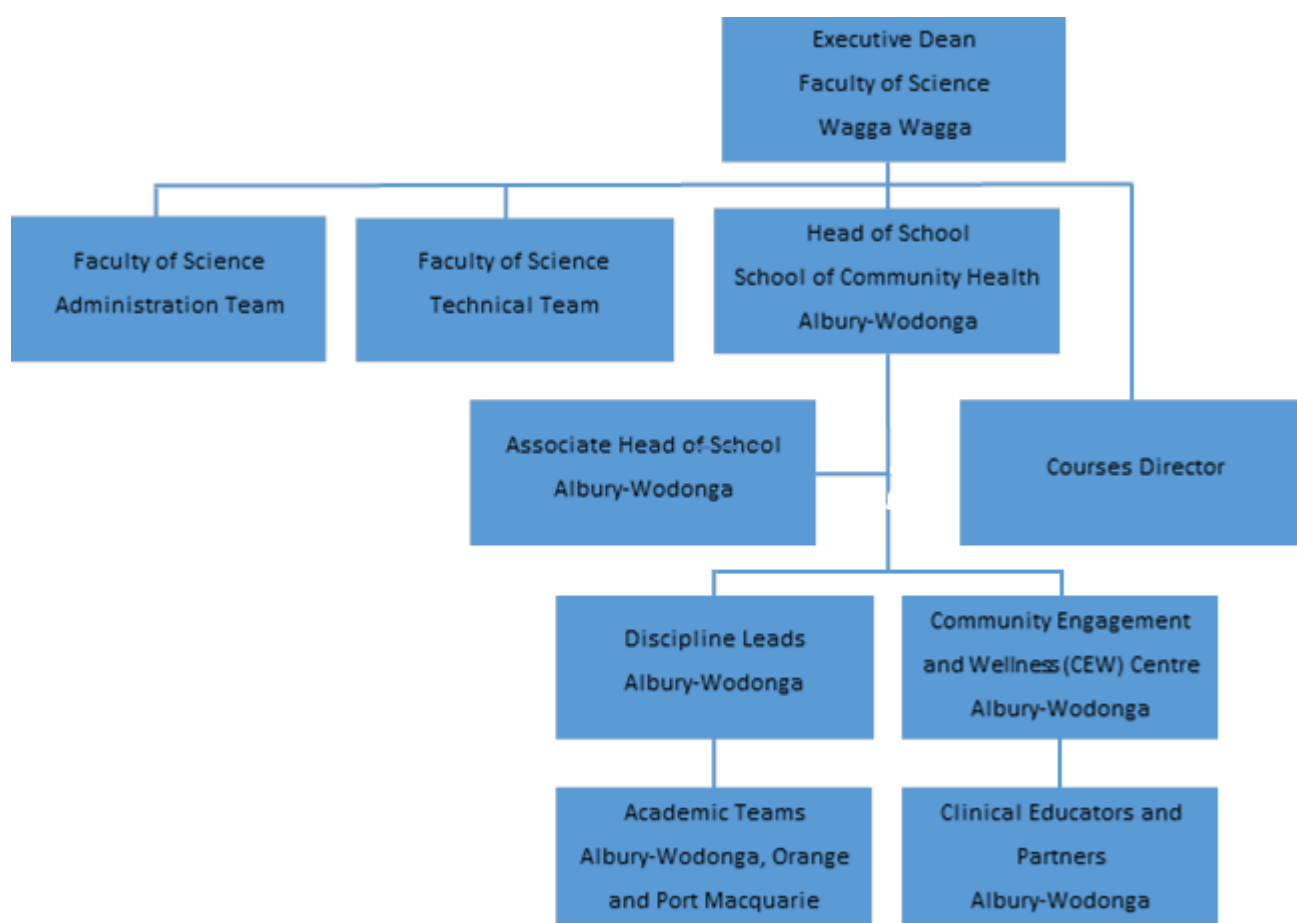 Executive Dean
Faculty of Science
Wagga Wagga
Faculty of Science
Administration Team
Faculty of Science
Technical Team
Head of School
School of Community Health
Albury-Wodonga
Associate Head of School
Albury-Wodonga
Courses Director
Discipline Leads
Albury-Wodonga
Community Engagement
and Wellness (CEW) Centre
Albury-Wodonga
Academic Teams
Albury-Wodonga, Orange
and Port Macquarie
Clinical Educators and
Partners
Albury-Wodonga